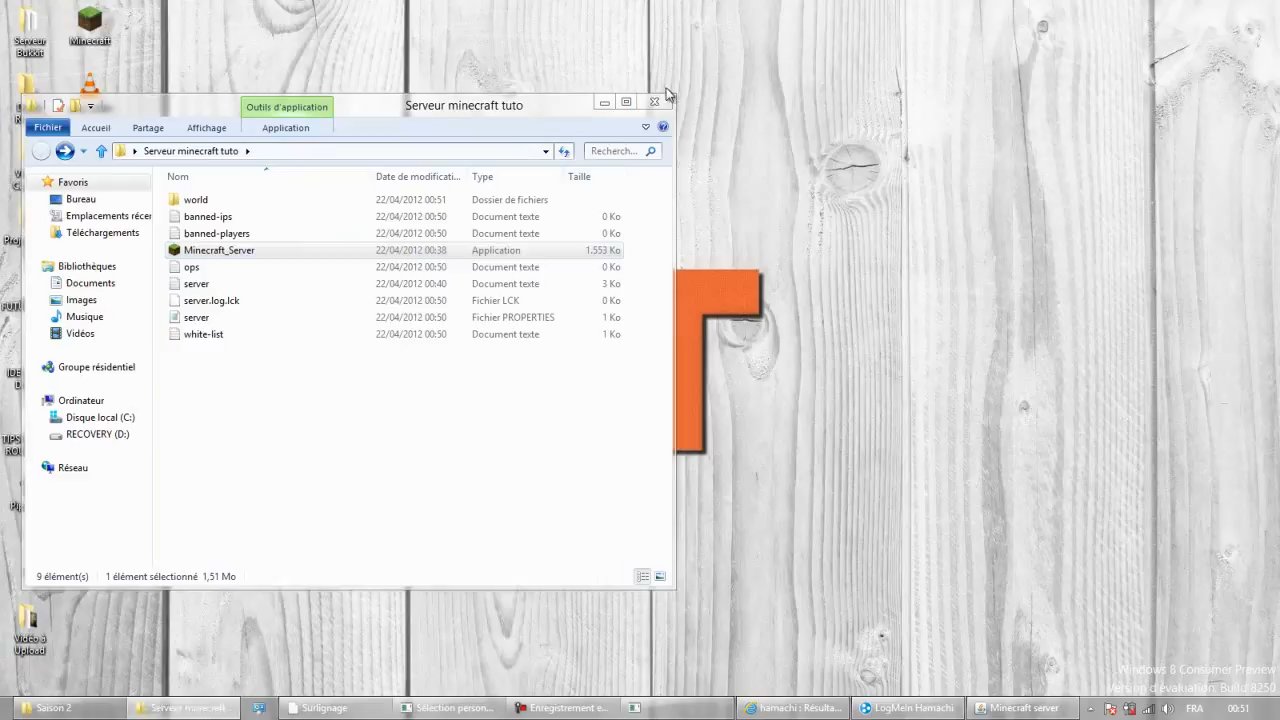 Serveur
Bukkit
Minecraft
Outils d'application
Serveur minecraft tuto
Fichier
Accueil
Partage
Affichage
Application
Serveur minecraft tuto
Recherch...
Nom
Date de modificati...
Type
Taille
Favoris
Bureau
Emplacements récer
Téléchargements
Bibliothèques
Documents
Images
Musique
Vidéos
Groupe résidentiel
Ordinateur
Disque local (C:)
RECOVERY (D:)
Réseau
world 22/04/2012 00:51 Dossier de fichiers
banned-ips 22/04/2012 00:50 Document texte 0 Ko
banned-players 22/04/2012 00:50 Document texte 0 Ko
Minecraft_Server 22/04/2012 00:38 Application 1.553 Ko
ops 22/04/2012 00:50 Document texte 0 Ko
server 22/04/2012 00:40 Document texte 3 Ko
server.log.lck 22/04/2012 00:50 Fichier LCK 0 Ko
server 22/04/2012 00:50 Fichier PROPERTIES 1 Ko
white-list 22/04/2012 00:50 Document texte 1 Ko
9 élément(s) 1 élément sélectionné 1,51 Mo
Vidéo à
Upload
Windows 8 Consumer Preview
Version d'évaluation. Build 8250
Saison 2
Serveur minecraft
Surlignage
Sélection person...
Enregistrement e...
hamachi : Résulta...
LogMeIn Hamachi
Minecraft server
FRA
00:51